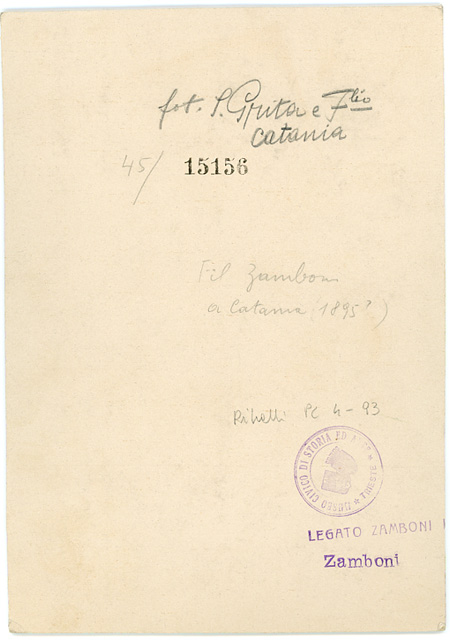 fot. S. Grita e F.lio
Catania
45/ 15156
Fil Zamboni
a Catania (1895?)
PC 4-93
CIVICO DI STORIA ED ARTE ★ TRIESTE ★ MUSEO
LEGATO ZAMBONI
Zamboni